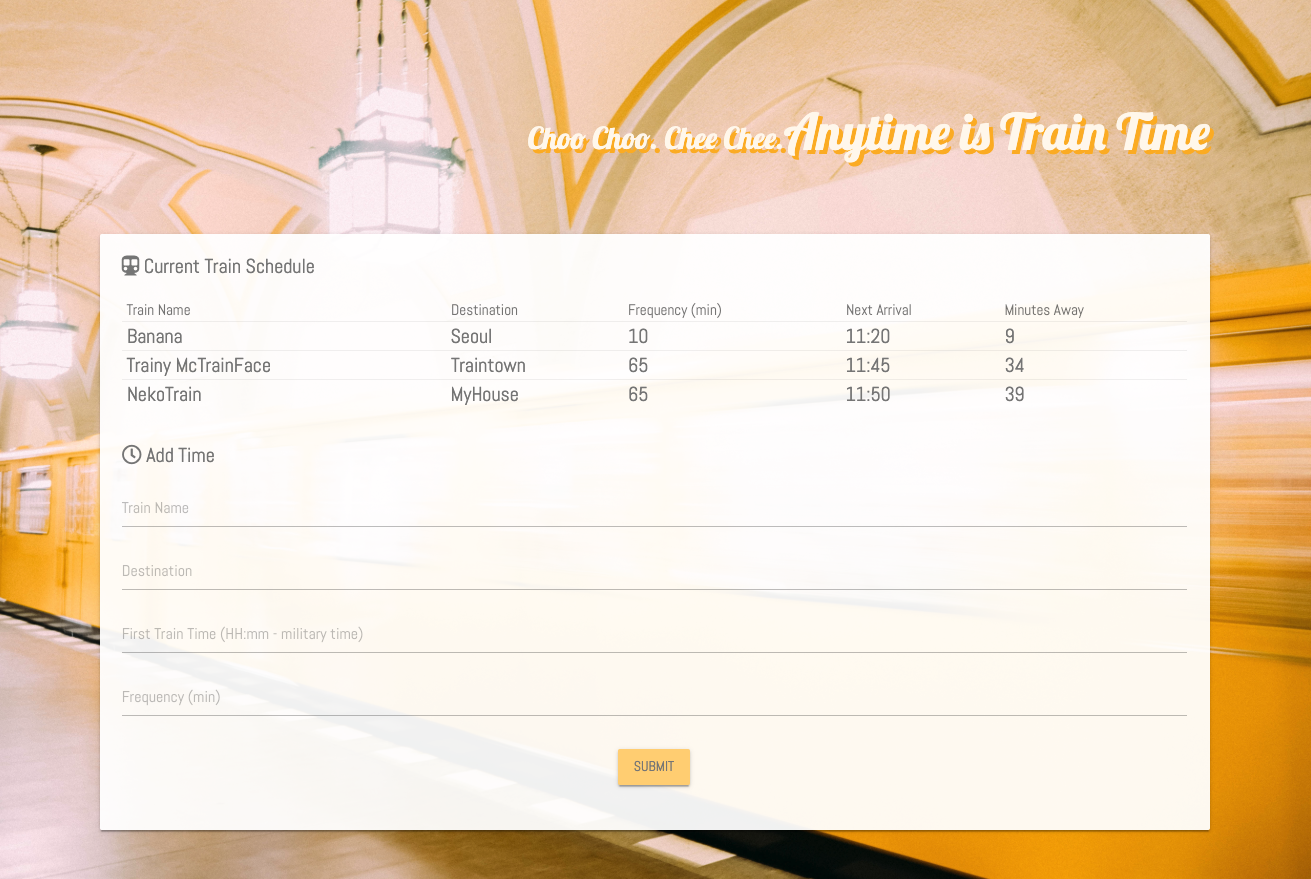 Choo Choo. Chee Chee. Anytime is Train Time
Current Train Schedule
Train Name Destination Frequency (min) Next Arrival Minutes Away
Banana Seoul 10 11:20 9
Trainy McTrainFace Traintown 65 11:45 34
NekoTrain MyHouse 65 11:50 39
Add Time
Train Name
Destination
First Train Time (HH:mm - military time)
Frequency (min)
SUBMIT